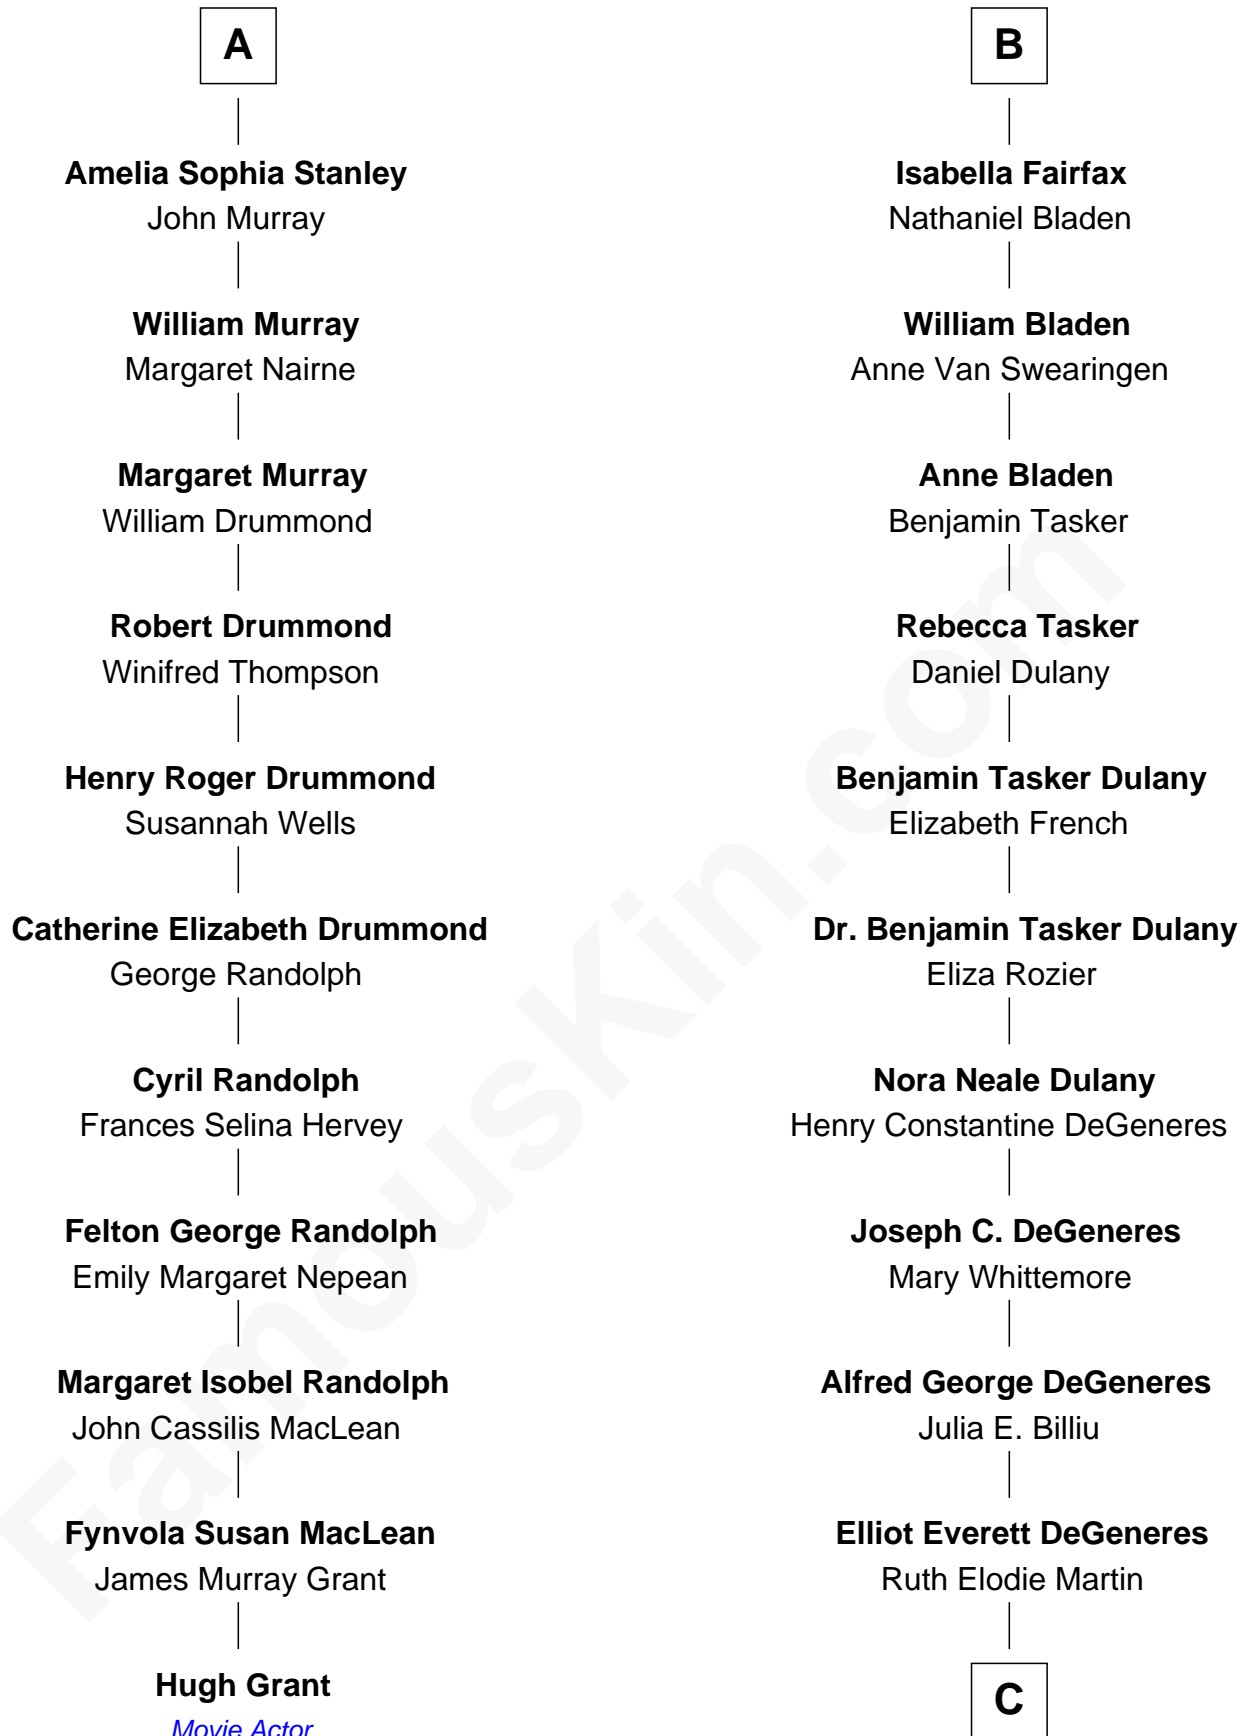 A
Amelia Sophia Stanley
John Murray
William Murray
Margaret Nairne
Margaret Murray
William Drummond
Robert Drummond
Winifred Thompson
Henry Roger Drummond
Susannah Wells
Catherine Elizabeth Drummond
George Randolph
Cyril Randolph
Frances Selina Hervey
Felton George Randolph
Emily Margaret Nepean
Margaret Isobel Randolph
John Cassilis MacLean
Fynvola Susan MacLean
James Murray Grant
Hugh Grant
Movie Actor
B
Isabella Fairfax
Nathaniel Bladen
William Bladen
Anne Van Swearingen
Anne Bladen
Benjamin Tasker
Rebecca Tasker
Daniel Dulany
Benjamin Tasker Dulany
Elizabeth French
Dr. Benjamin Tasker Dulany
Eliza Rozier
Nora Neale Dulany
Henry Constantine DeGeneres
Joseph C. DeGeneres
Mary Whittemore
Alfred George DeGeneres
Julia E. Billiu
Elliot Everett DeGeneres
Ruth Elodie Martin
C
FamousKin.com